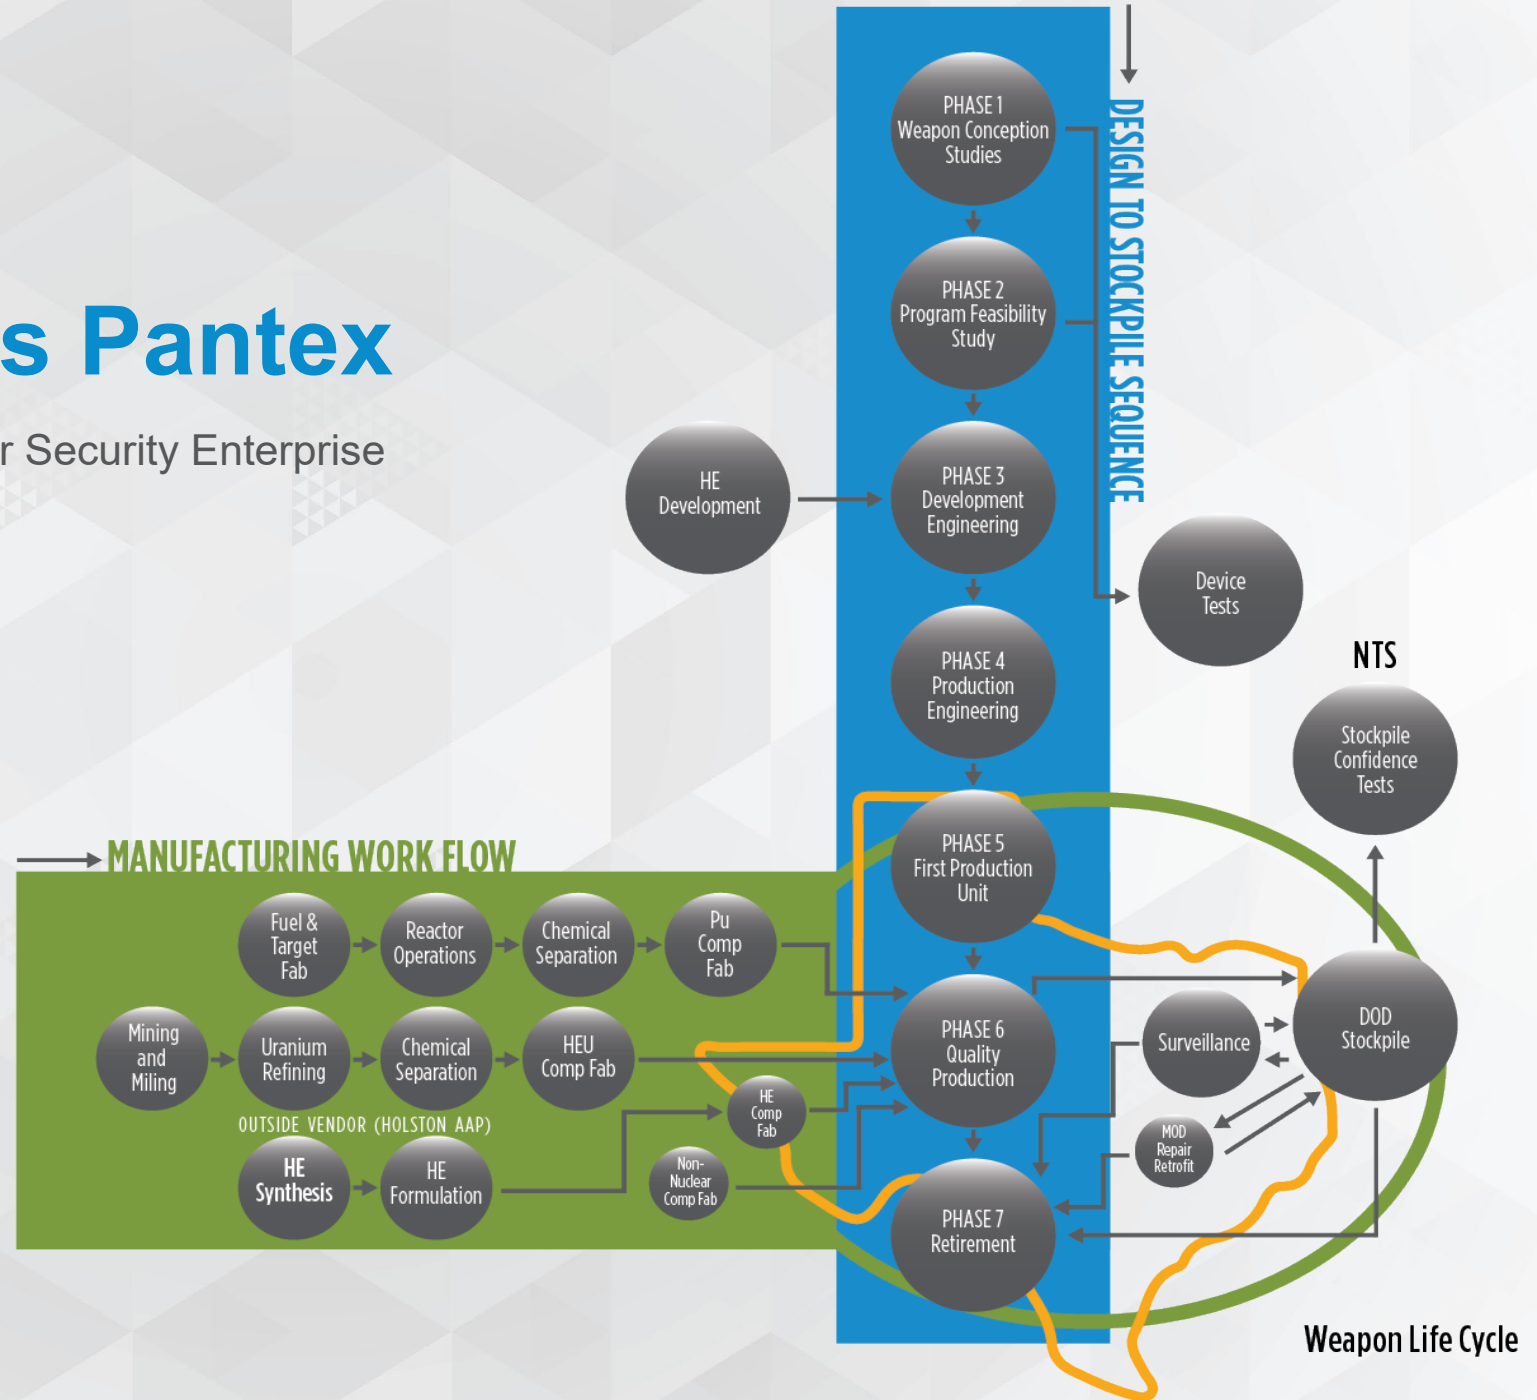 s Pantex
r Security Enterprise
DESIGN TO STOCKPILE SEQUENCE
PHASE 1
Weapon Conception
Studies
PHASE 2
Program Feasibility
Study
HE
Development
PHASE 3
Development
Engineering
Device
Tests
PHASE 4
Production
Engineering
NTS
Stockpile
Confidence
Tests
PHASE 5
First Production
Unit
MANUFACTURING WORK FLOW
Fuel &
Target
Fab
Reactor
Operations
Chemical
Separation
Pu
Comp
Fab
Mining
and
Miling
Uranium
Refining
Chemical
Separation
HEU
Comp Fab
PHASE 6
Quality
Production
Surveillance
DOD
Stockpile
OUTSIDE VENDOR (HOLSTON AAP)
HE
Synthesis
HE
Formulation
HE
Comp
Fab
Non-
Nuclear
Comp Fab
MOD
Repair
Retrofit
PHASE 7
Retirement
Weapon Life Cycle